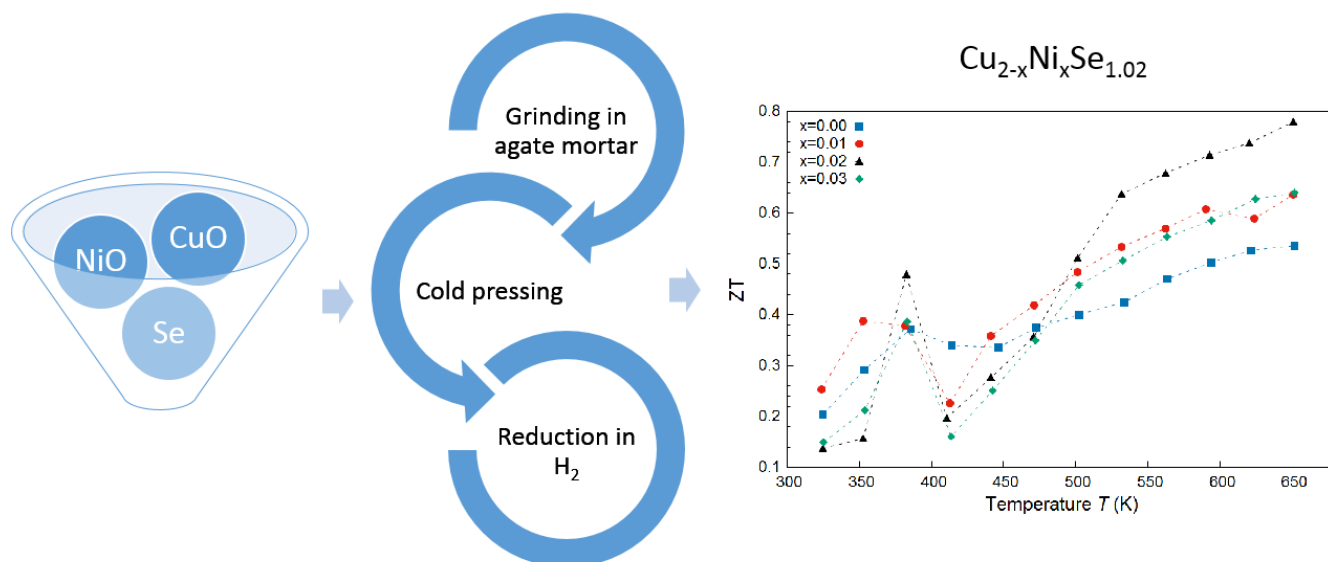 NiO
CuO
Se
Grinding in
agate mortar
Cold pressing
Reduction in
H₂
Cu₂₋ₓNiₓSe₁.₀₂
x=0.00
x=0.01
x=0.02
x=0.03
0.8
0.7
0.6
0.5
0.4
0.3
0.2
0.1
ZT
300 350 400 450 500 550 600 650
Temperature T (K)